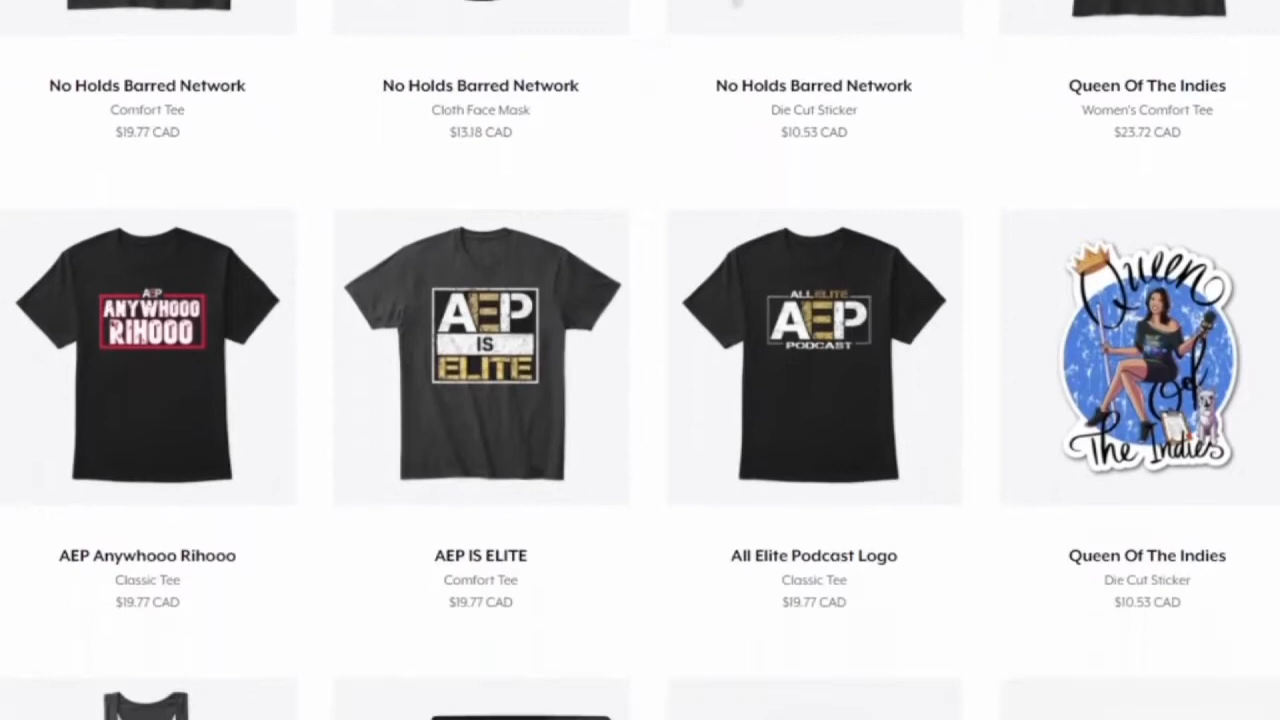 No Holds Barred Network
Comfort Tee
$19.77 CAD
No Holds Barred Network
Cloth Face Mask
$13.18 CAD
No Holds Barred Network
Die Cut Sticker
$10.53 CAD
Queen Of The Indies
Women's Comfort Tee
$23.72 CAD
AEP
ANYWHOOO
RIHOOO
AEP
IS
ELITE
ALL ELITE
AEP
PODCAST
Queen
Of
The Indies
AEP Anywhooo Rihooo
Classic Tee
$19.77 CAD
AEP IS ELITE
Comfort Tee
$19.77 CAD
All Elite Podcast Logo
Classic Tee
$19.77 CAD
Queen Of The Indies
Die Cut Sticker
$10.53 CAD